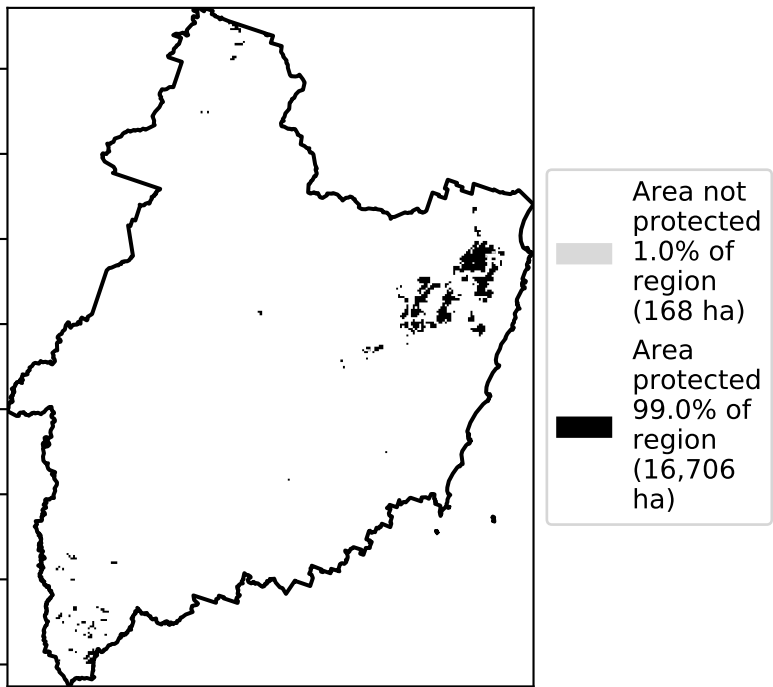 Area not
protected
1.0% of
region
(168 ha)
Area
protected
99.0% of
region
(16,706
ha)